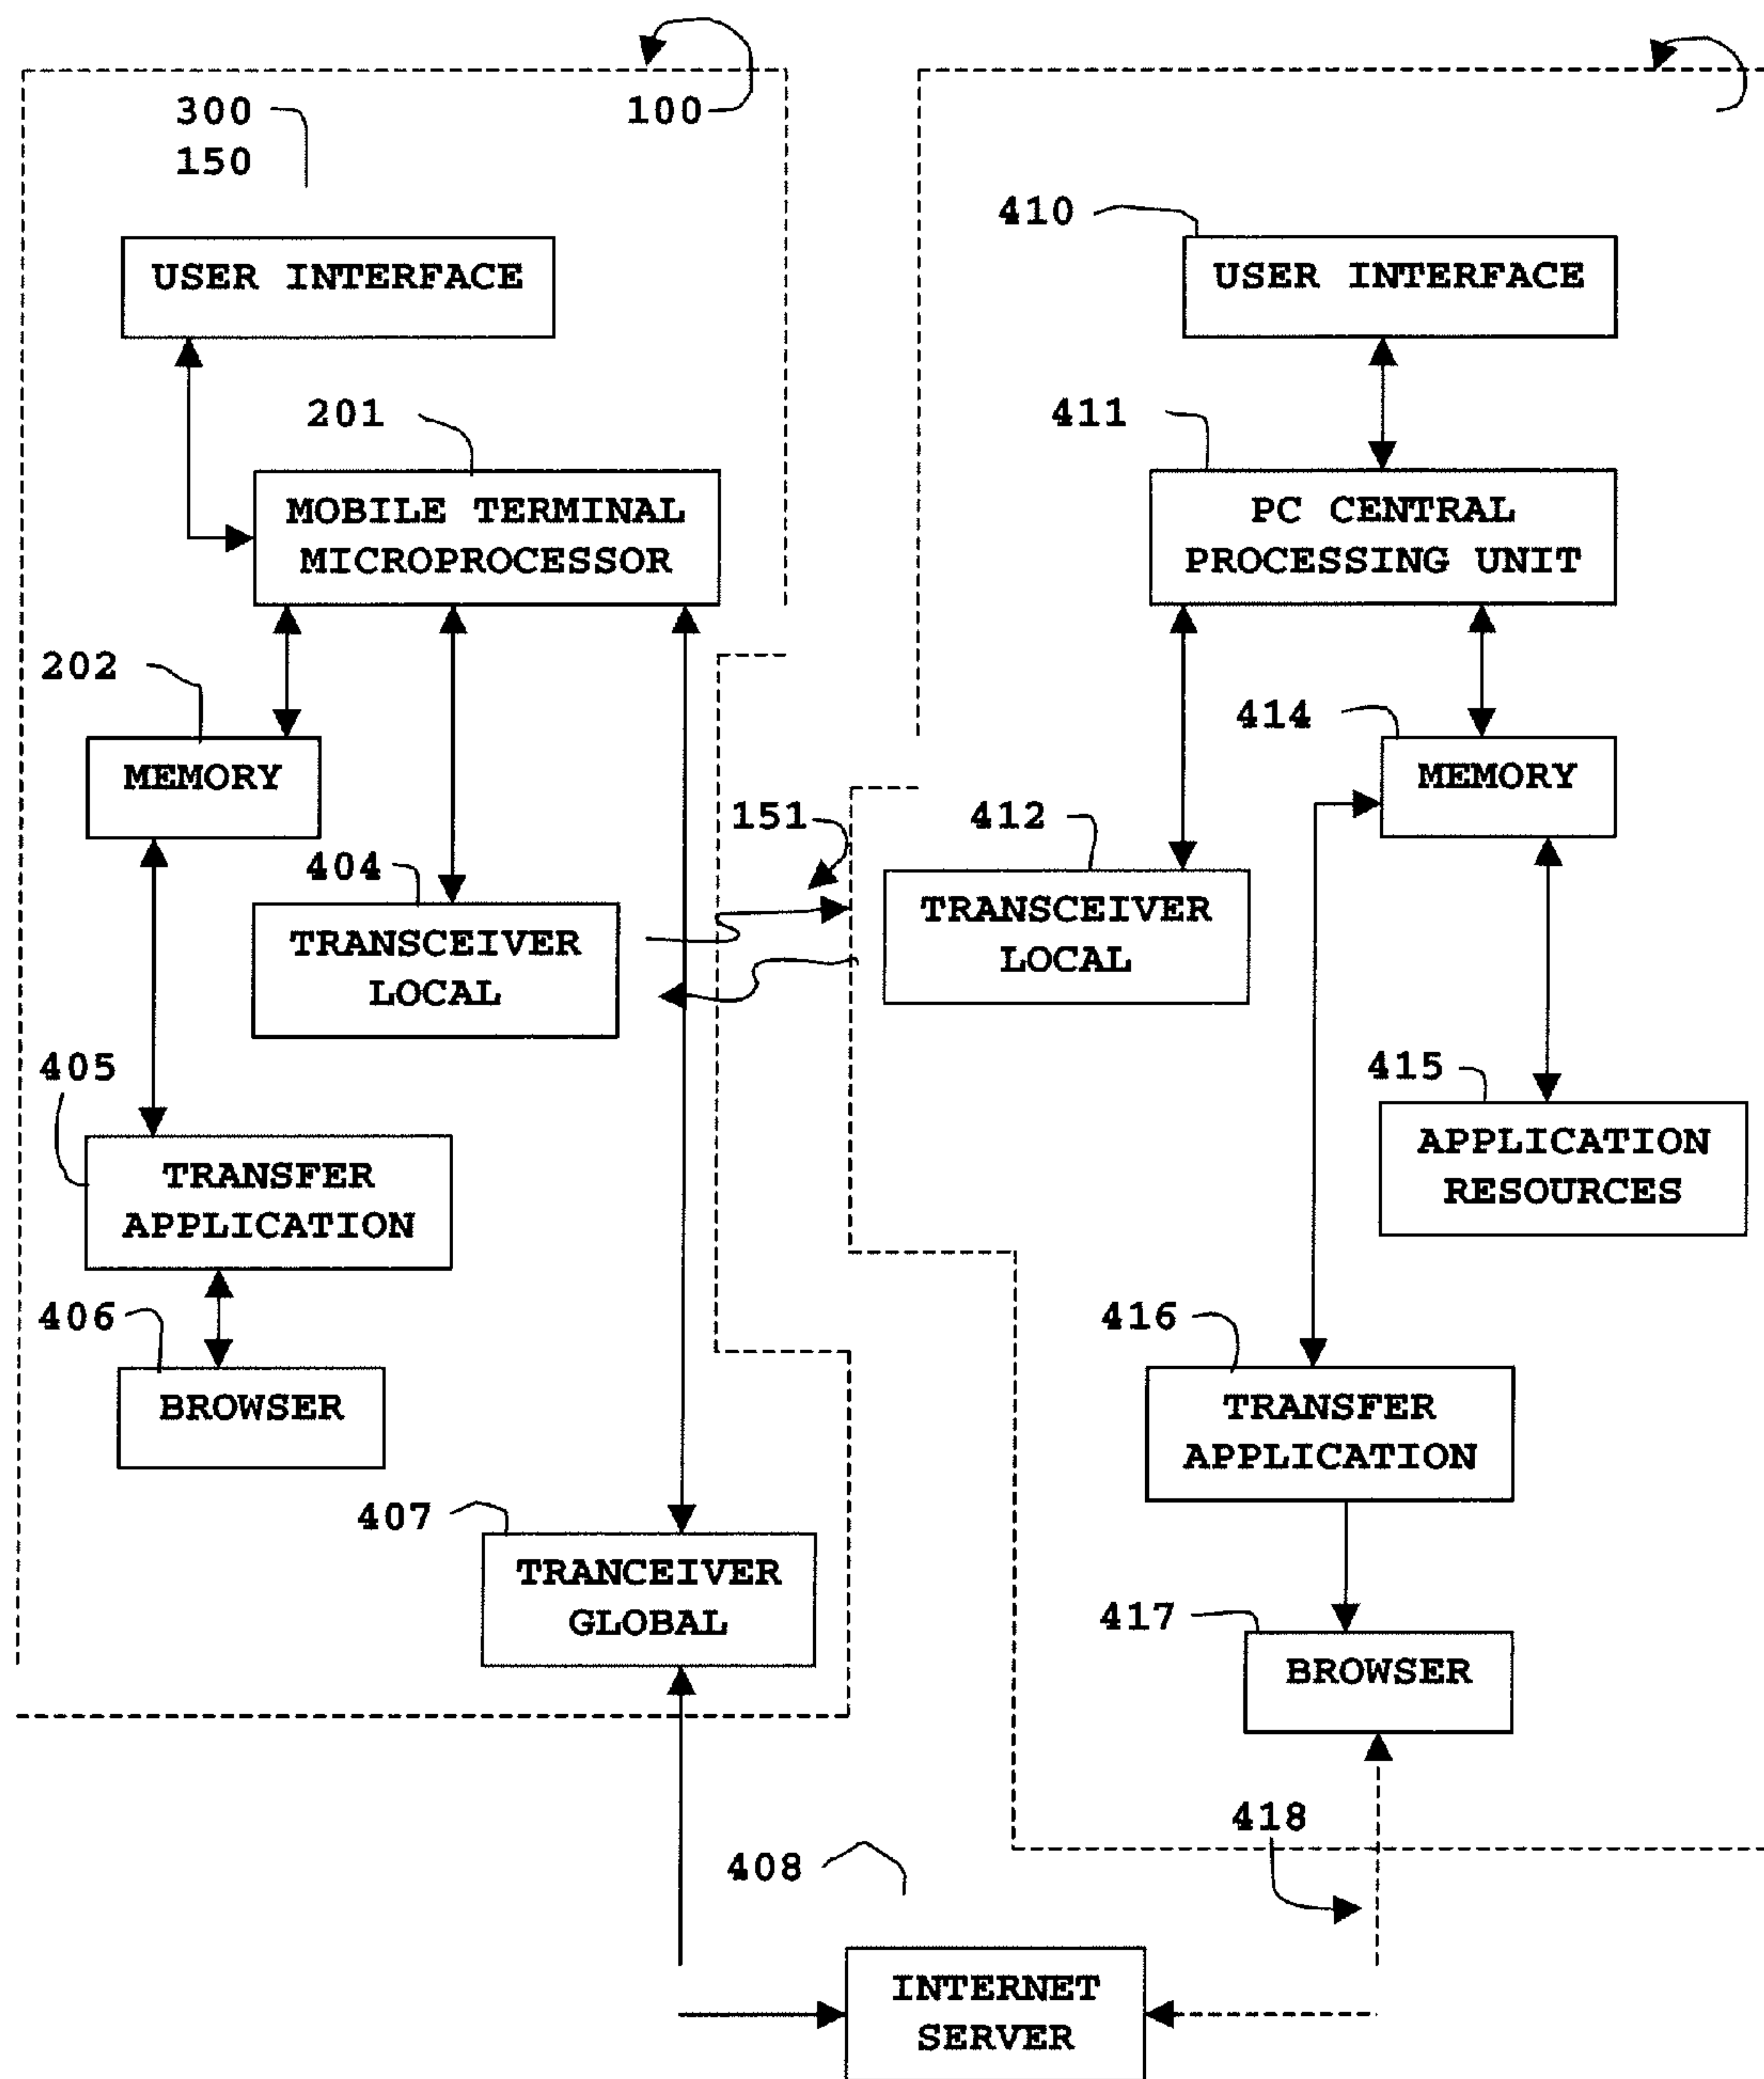 300
150
100
USER INTERFACE
201
MOBILE TERMINAL
MICROPROCESSOR
202
MEMORY
404
TRANSCEIVER
LOCAL
151
405
TRANSFER
APPLICATION
406
BROWSER
407
TRANCEIVER
GLOBAL
410
USER INTERFACE
411
PC CENTRAL
PROCESSING UNIT
414
MEMORY
412
TRANSCEIVER
LOCAL
415
APPLICATION
RESOURCES
416
TRANSFER
APPLICATION
417
BROWSER
418
408
INTERNET
SERVER